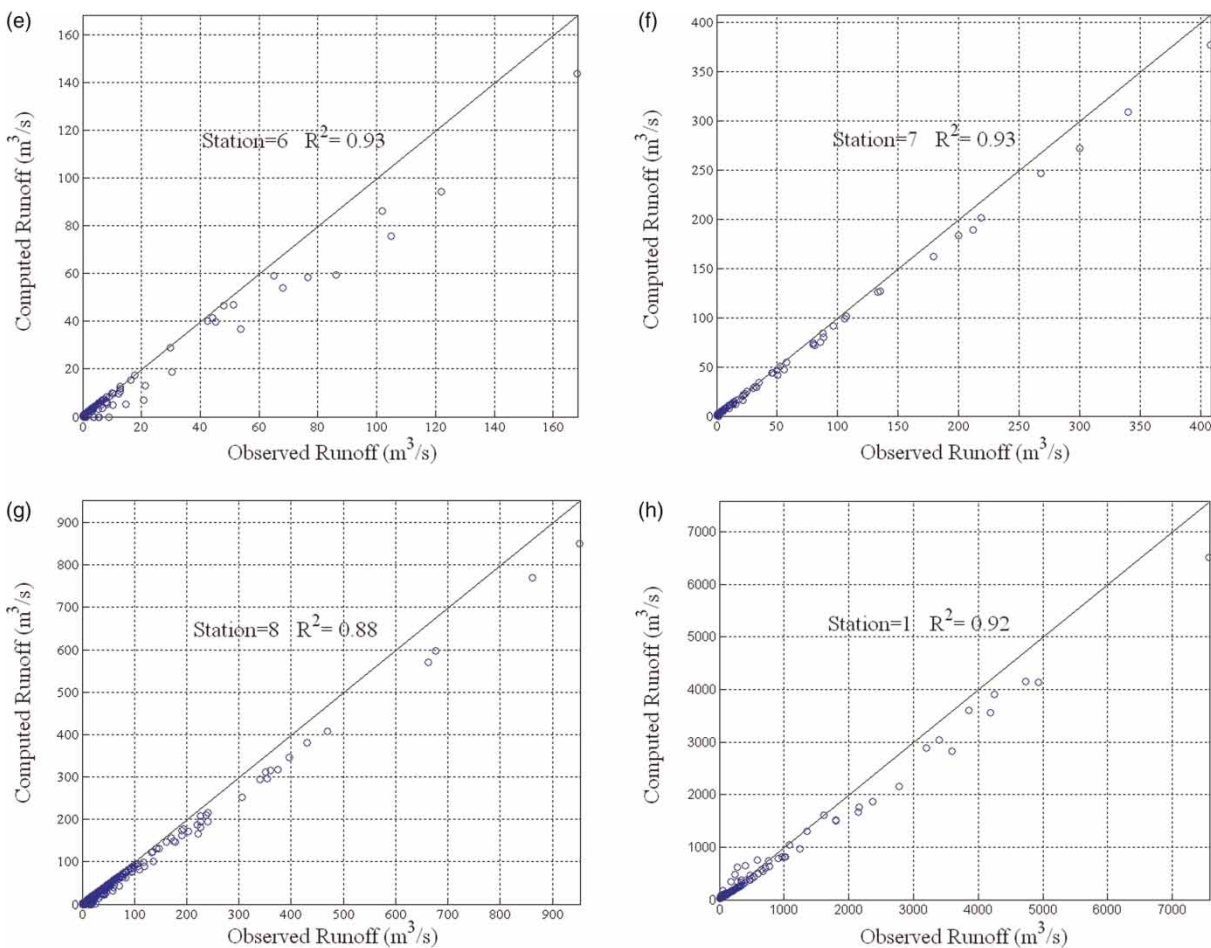 (e)
160
140
120
100
80
60
40
20
0
0 20 40 60 80 100 120 140 160
Computed Runoff (m³/s)
Station=6 R²= 0.93
Observed Runoff (m³/s)
(f)
400
350
300
250
200
150
100
50
0
0 50 100 150 200 250 300 350 400
Computed Runoff (m³/s)
Station=7 R²= 0.93
Observed Runoff (m³/s)
(g)
900
800
700
600
500
400
300
200
100
0
0 100 200 300 400 500 600 700 800 900
Computed Runoff (m³/s)
Station=8 R²= 0.88
Observed Runoff (m³/s)
(h)
7000
6000
5000
4000
3000
2000
1000
0
0 1000 2000 3000 4000 5000 6000 7000
Computed Runoff (m³/s)
Station=1 R²= 0.92
Observed Runoff (m³/s)